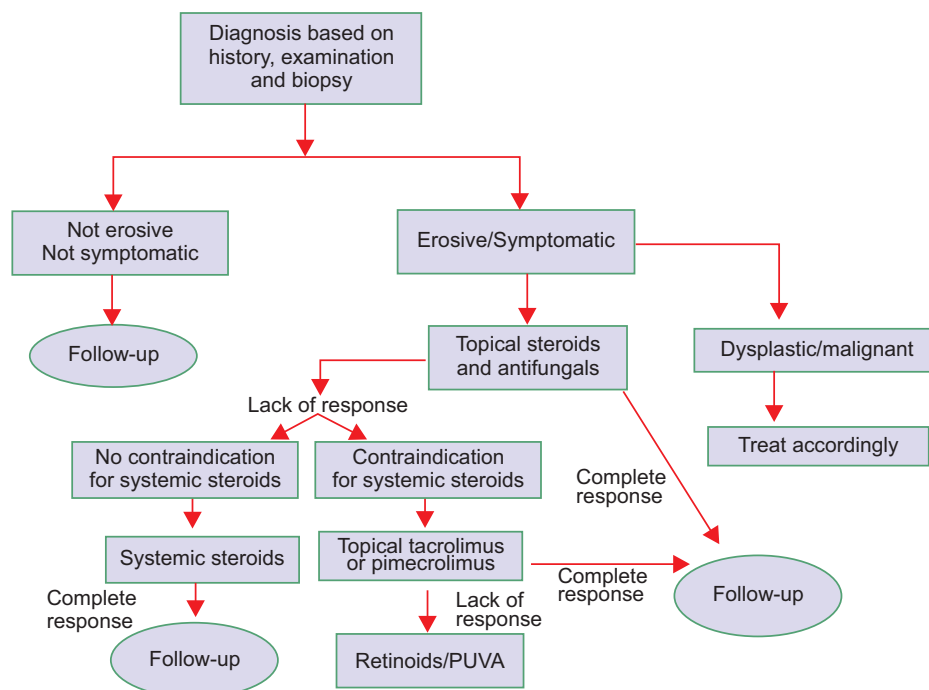 Diagnosis based on
history, examination
and biopsy
Not erosive
Not symptomatic
Erosive/Symptomatic
Follow-up
Topical steroids
and antifungals
Dysplastic/malignant
Lack of response
Treat accordingly
No contraindication
for systemic steroids
Contraindication
for systemic steroids
Complete
response
Systemic steroids
Topical tacrolimus
or pimecrolimus
Complete
response
Follow-up
Complete
response
Lack of
response
Follow-up
Retinoids/PUVA